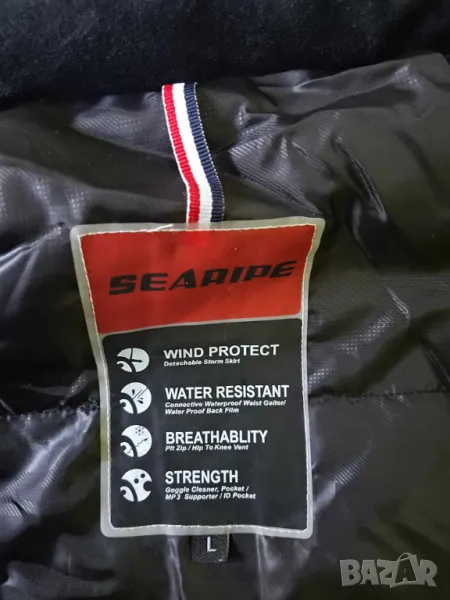 SEARIPE
WIND PROTECT
Detachable Storm Skirt
WATER RESISTANT
Connective Waterproof Waist Gaiter/
Water Proof Back Film
BREATHABLITY
Pit Zip / Hip To Knee Vent
STRENGTH
Goggle Cleaner, Pocket /
MP3 Supporter / ID Pocket
L
BAZAR